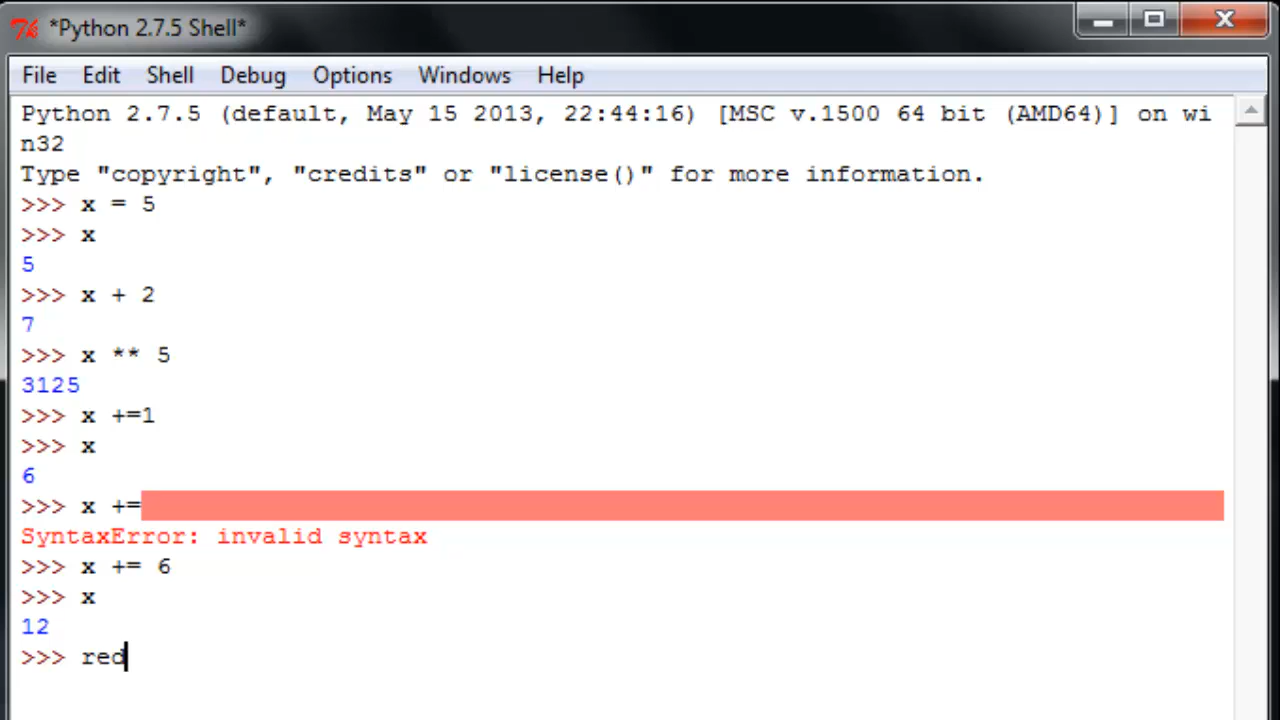 *Python 2.7.5 Shell*
File Edit Shell Debug Options Windows Help
Python 2.7.5 (default, May 15 2013, 22:44:16) [MSC v.1500 64 bit (AMD64)] on wi
n32
Type "copyright", "credits" or "license()" for more information.
>>> x = 5
>>> x
5
>>> x + 2
7
>>> x ** 5
3125
>>> x +=1
>>> x
6
>>> x +=
SyntaxError: invalid syntax
>>> x += 6
>>> x
12
>>> red